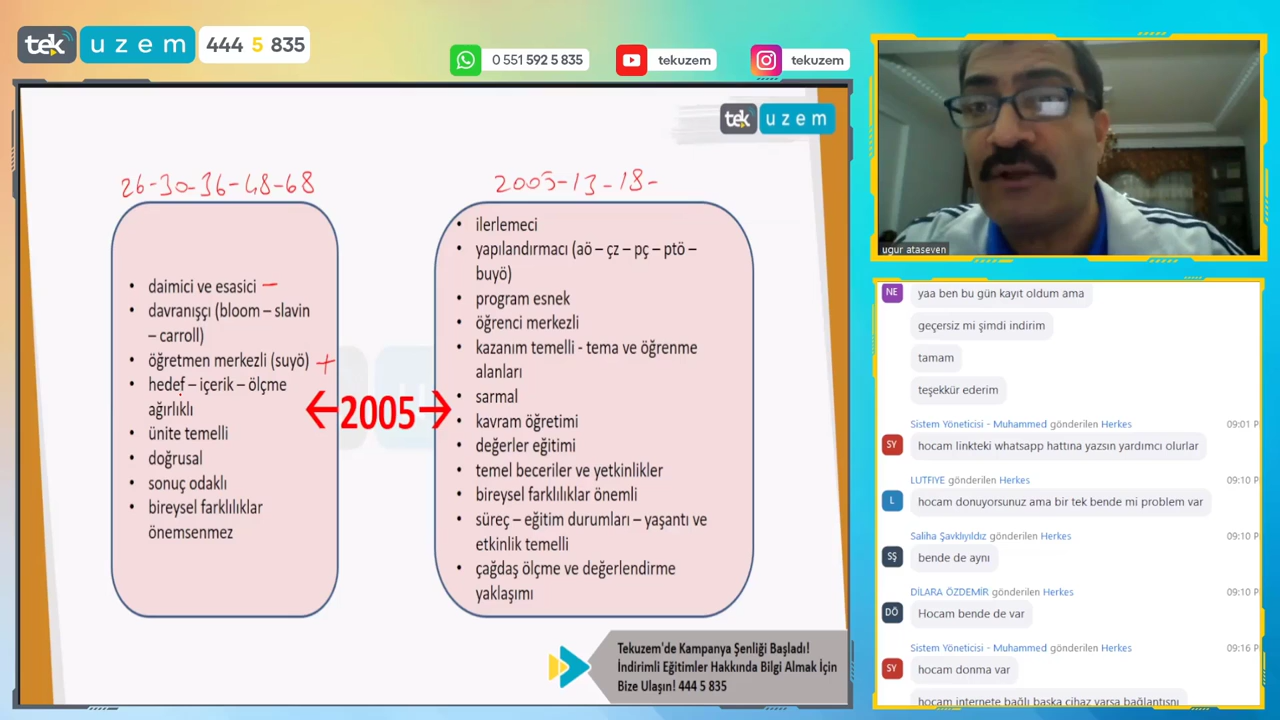 tek
uzem
444 5 835
0 551 592 5 835
tekuzem
tekuzem
tek
uzem
26-30-36-48-68
2005-13-18-
• daimici ve esasici
• davranışçı (bloom – slavin
– carroll)
• öğretmen merkezli (suyö)
• hedef – içerik – ölçme
ağırlıklı
• ünite temelli
• doğrusal
• sonuç odaklı
• bireysel farklılıklar
önemsenmez
2005
• ilerlemeci
• yapılandırmacı (aö – çz – pç – ptö –
buyö)
• program esnek
• öğrenci merkezli
• kazanım temelli - tema ve öğrenme
alanları
• sarmal
• kavram öğretimi
• değerler eğitimi
• temel beceriler ve yetkinlikler
• bireysel farklılıklar önemli
• süreç – eğitim durumları – yaşantı ve
etkinlik temelli
• çağdaş ölçme ve değerlendirme
yaklaşımı
Tekuzem'de Kampanya Şenliği Başladı!
İndirimli Eğitimler Hakkında Bilgi Almak İçin
Bize Ulaşın! 444 5 835
ugur ataseven
NE
yaa ben bu gün kayıt oldum ama
geçersiz mi şimdi indirim
tamam
teşekkür ederim
Sistem Yöneticisi - Muhammed gönderilen Herkes 09:01 P
SY
hocam linkteki whatsapp hattına yazsın yardımcı olurlar
LUTFIYE gönderilen Herkes 09:10 P
L
hocam donuyorsunuz ama bir tek bende mi problem var
Saliha Şavklıyıldız gönderilen Herkes 09:10 P
SŞ
bende de aynı
DİLARA ÖZDEMİR gönderilen Herkes 09:10 P
DÖ
Hocam bende de var
Sistem Yöneticisi - Muhammed gönderilen Herkes 09:16 P
SY
hocam donma var
hocam internete bağlı başka cihaz varsa bağlantısnı